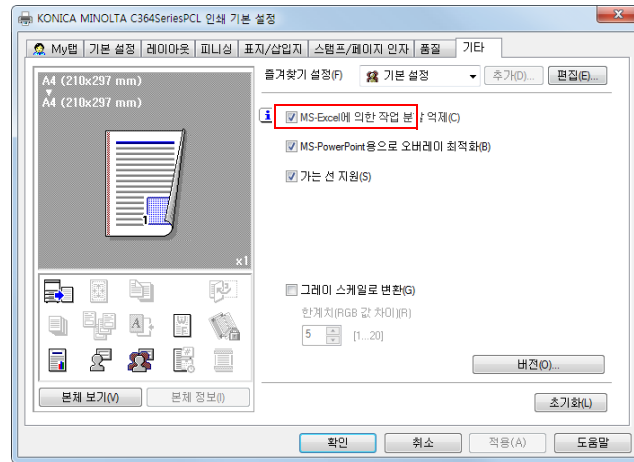 KONICA MINOLTA C364SeriesPCL 인쇄 기본 설정
My탭 기본 설정 레이아웃 피니싱 표지/삽입지 스탬프/페이지 인자 품질 기타
A4 (210x297 mm)
A4 (210x297 mm)
1
x1
즐겨찾기 설정(F) 기본 설정 추가(D)... 편집(E)...
MS-Excel에 의한 작업 분할 억제(C)
MS-PowerPoint용으로 오버레이 최적화(B)
가는 선 지원(S)
그레이 스케일로 변환(G)
한계치(RGB 값 차이)(R)
5 [1...20]
버젼(O)...
본체 보기(V) 본체 정보(I)
초기화(L)
확인 취소 적용(A) 도움말